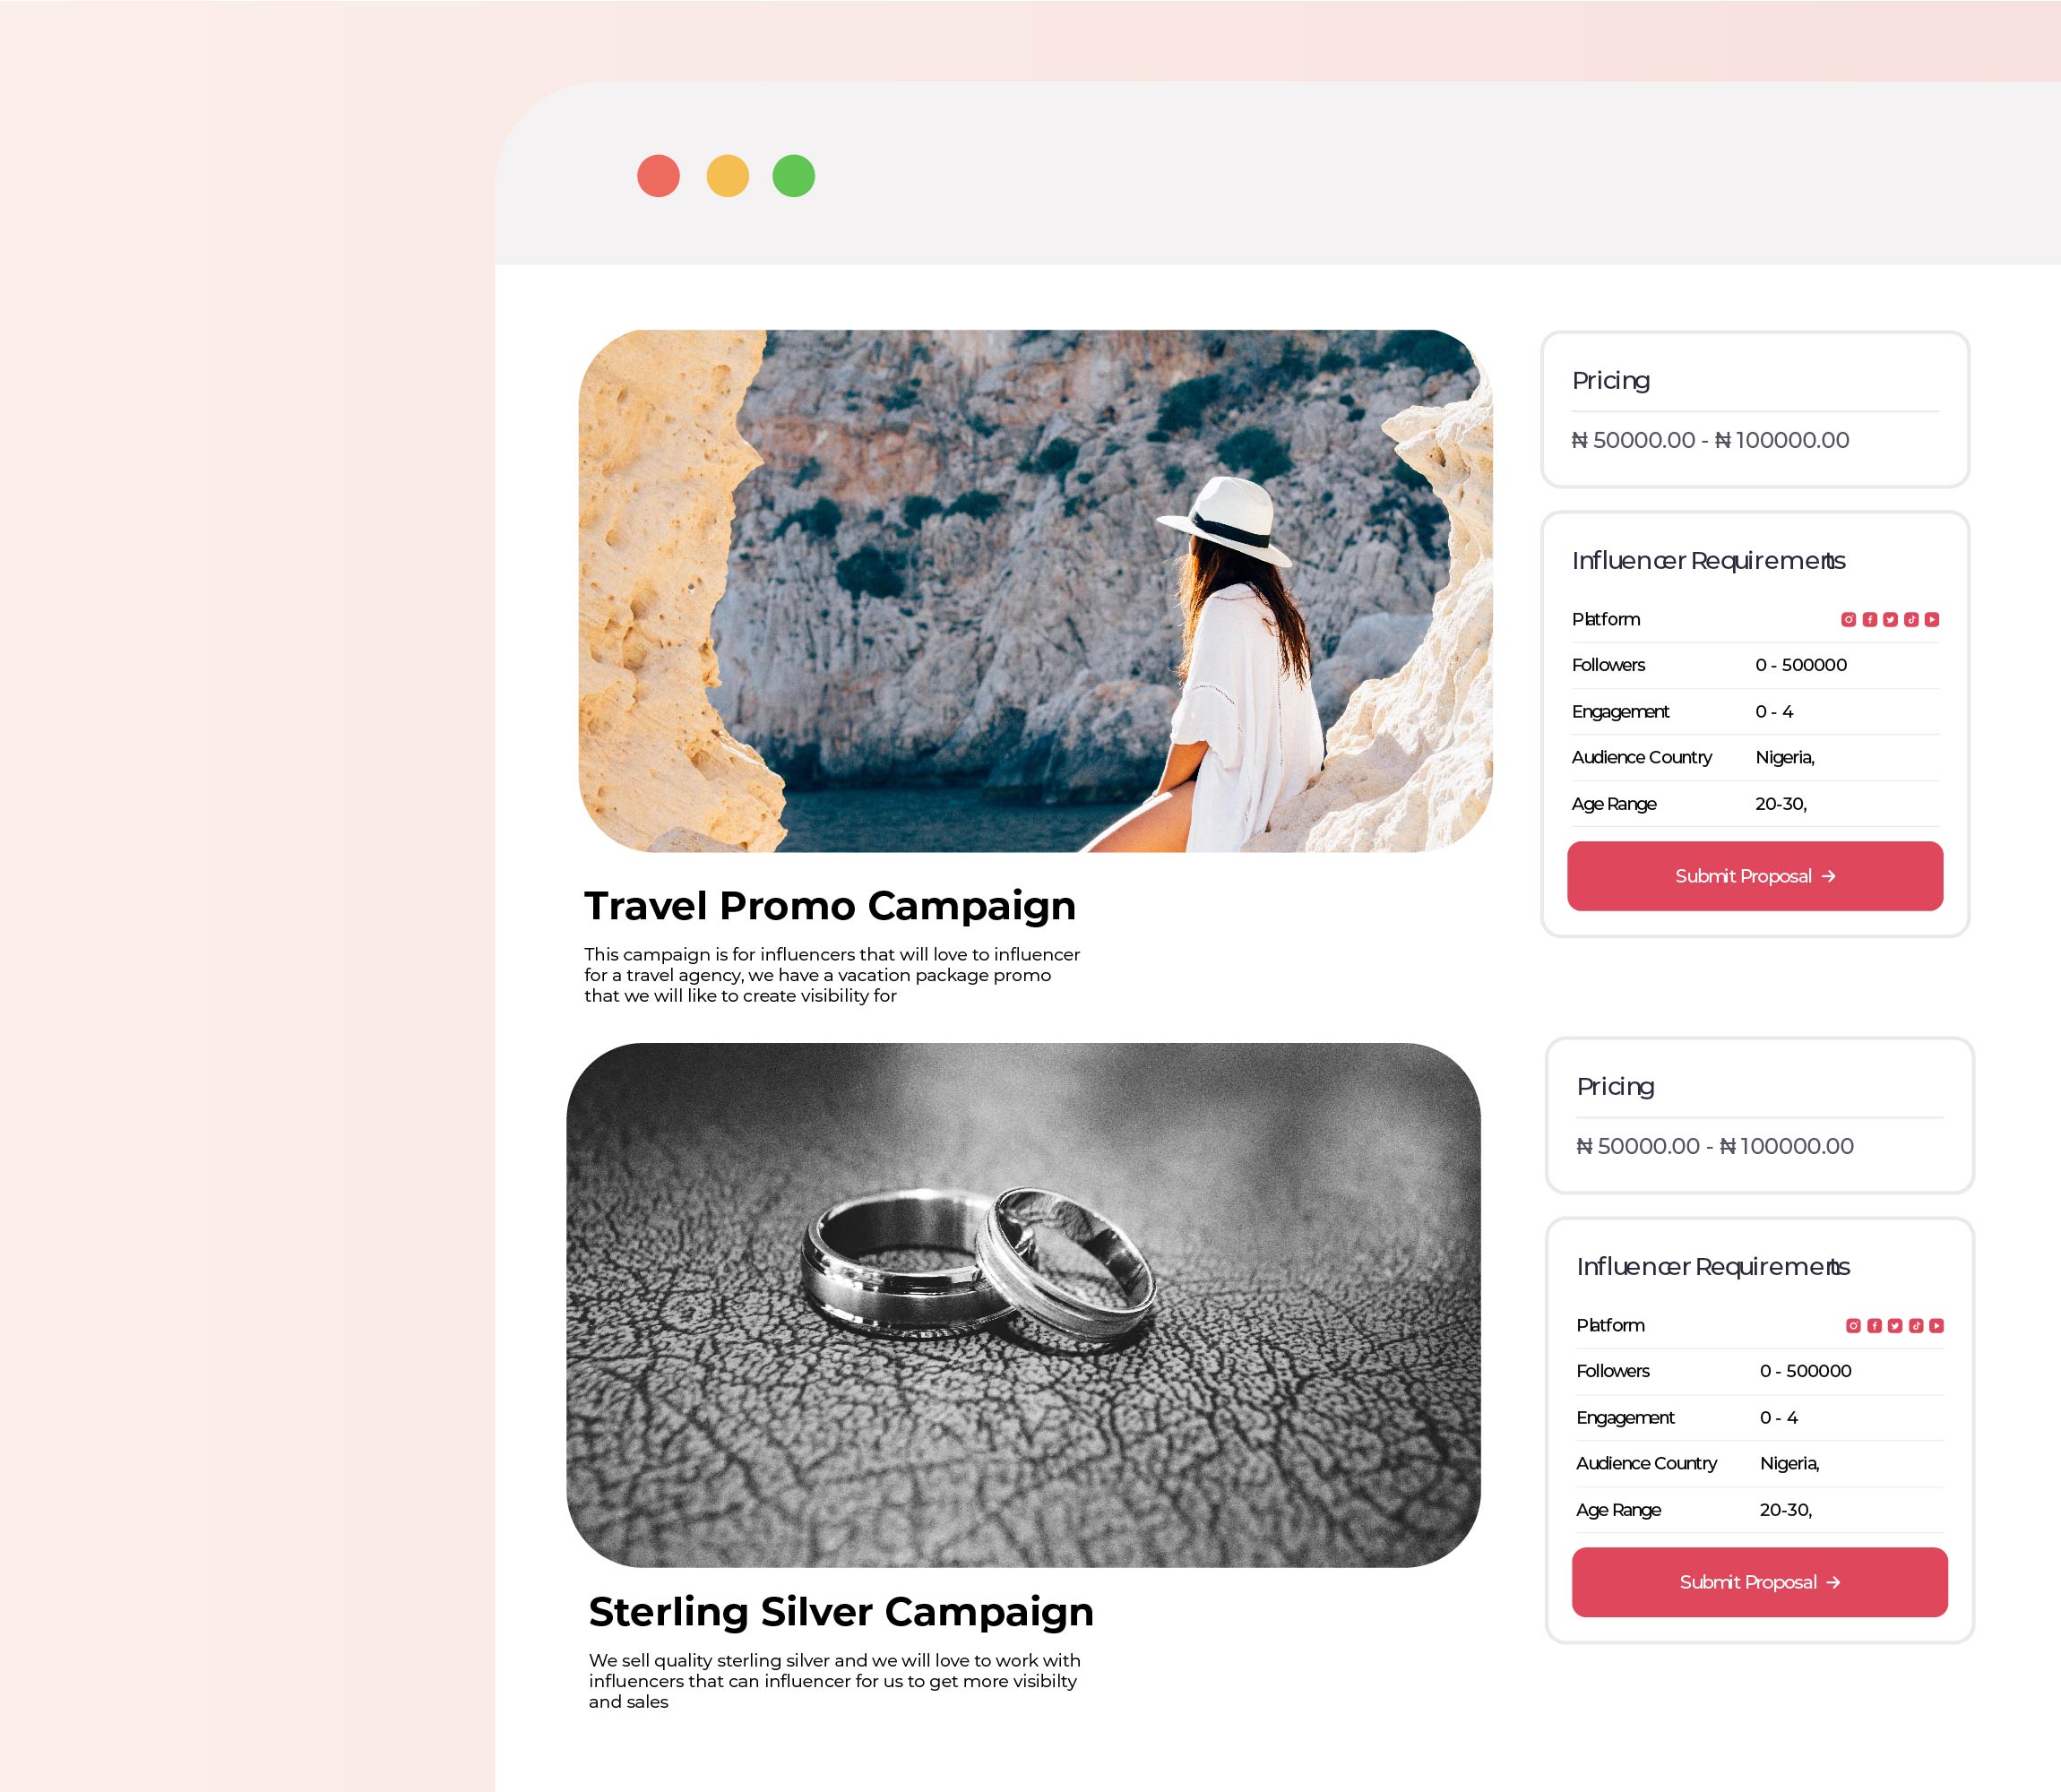 Pricing
₦ 50000.00 - ₦ 100000.00
Influencer Requirements
Platform
Followers 0 - 500000
Engagement 0 - 4
Audience Country Nigeria,
Age Range 20-30,
Submit Proposal →
Travel Promo Campaign
This campaign is for influencers that will love to influencer
for a travel agency, we have a vacation package promo
that we will like to create visibility for
Pricing
₦ 50000.00 - ₦ 100000.00
Influencer Requirements
Platform
Followers 0 - 500000
Engagement 0 - 4
Audience Country Nigeria,
Age Range 20-30,
Submit Proposal →
Sterling Silver Campaign
We sell quality sterling silver and we will love to work with
influencers that can influencer for us to get more visibilty
and sales